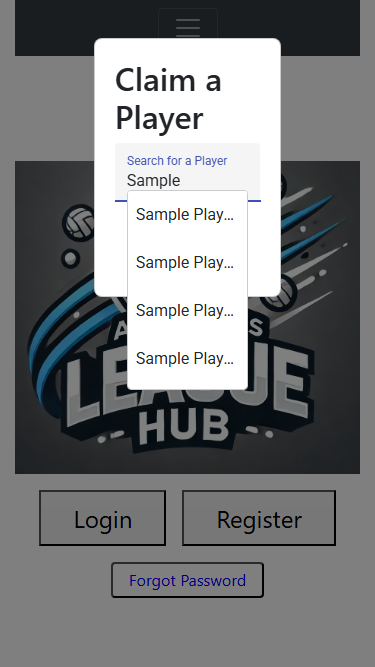 Claim a
Player
Search for a Player
Sample
Sample Play...
Sample Play...
Sample Play...
Sample Play...
LEAGUE
HUB
Login
Register
Forgot Password